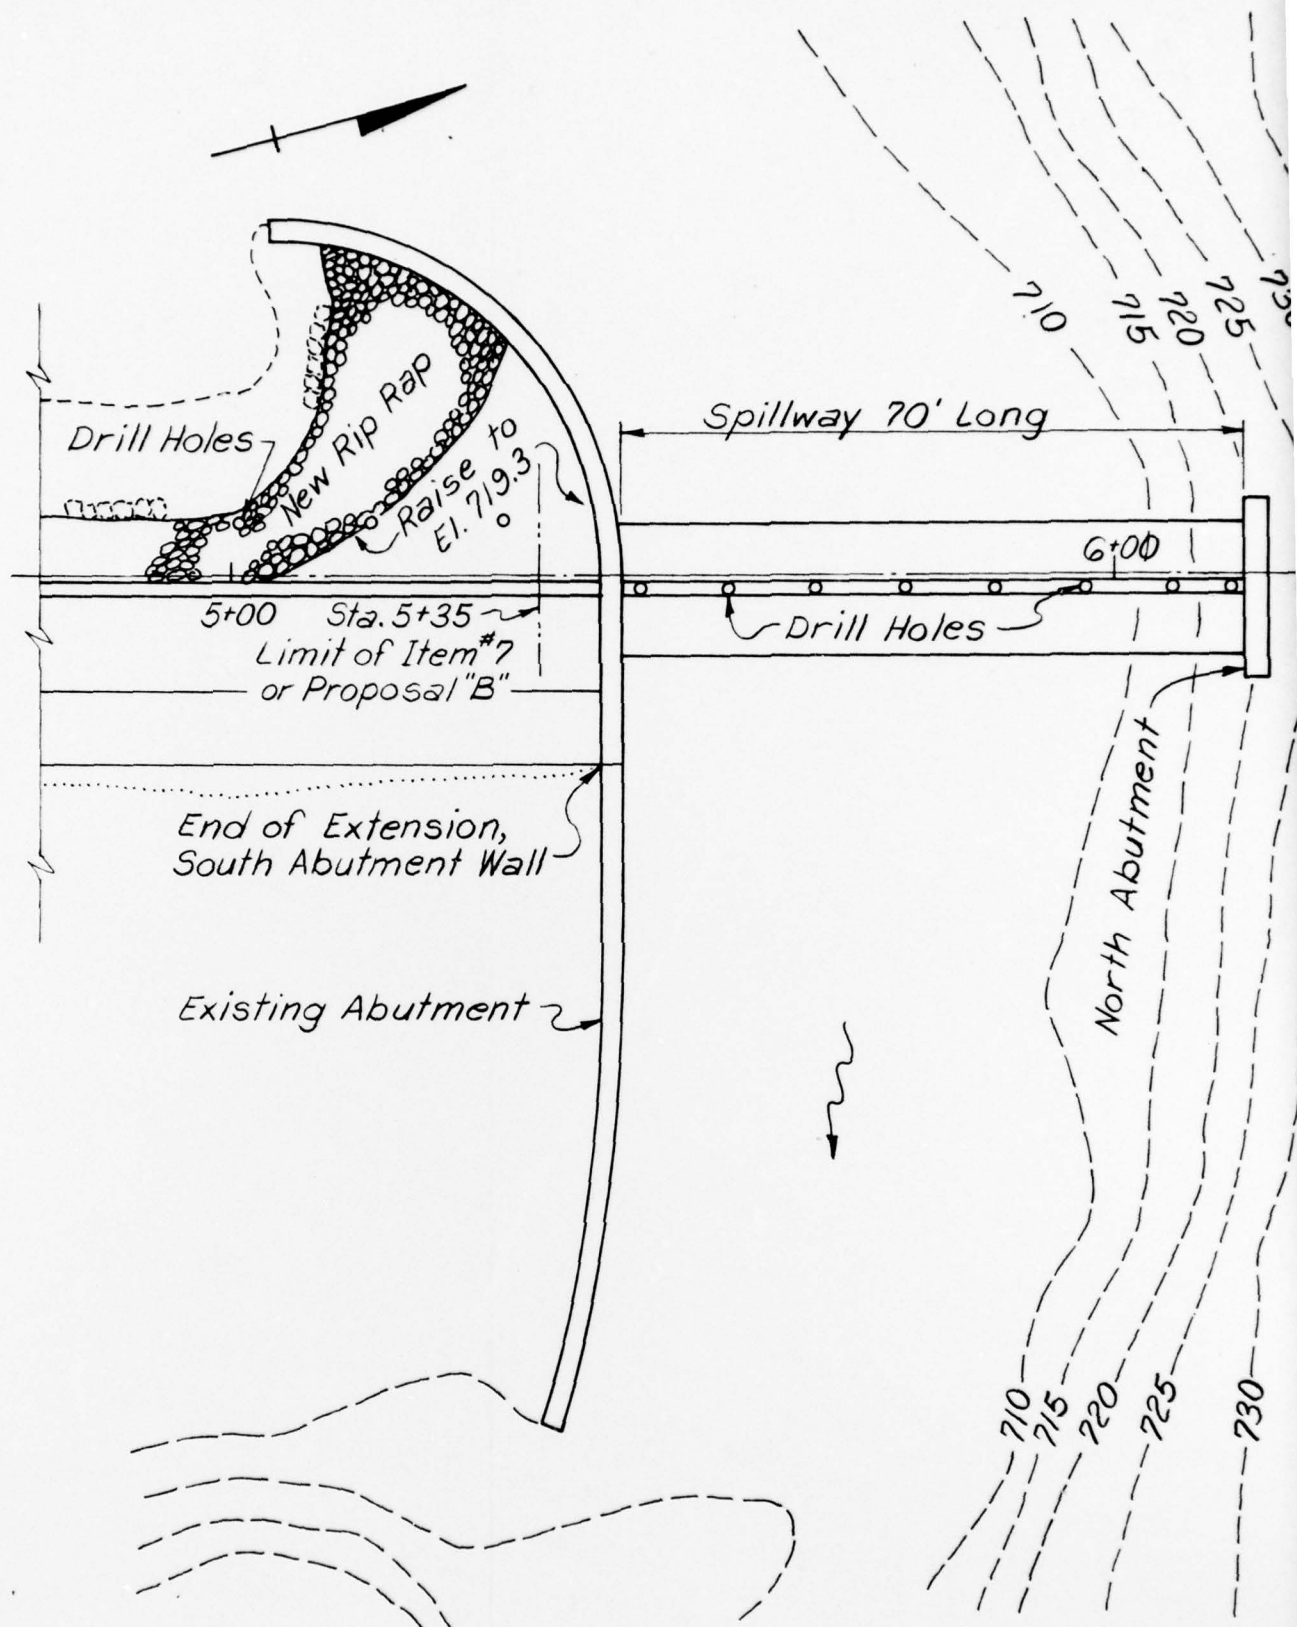 710
715
720
725
Spillway 70' Long
Drill Holes
New Rip Rap
Raise to
El. 719.3
6+00
5+00
Sta. 5+35
Limit of Item #7
or Proposal "B"
Drill Holes
North Abutment
End of Extension,
South Abutment Wall
Existing Abutment
710
715
720
725
730